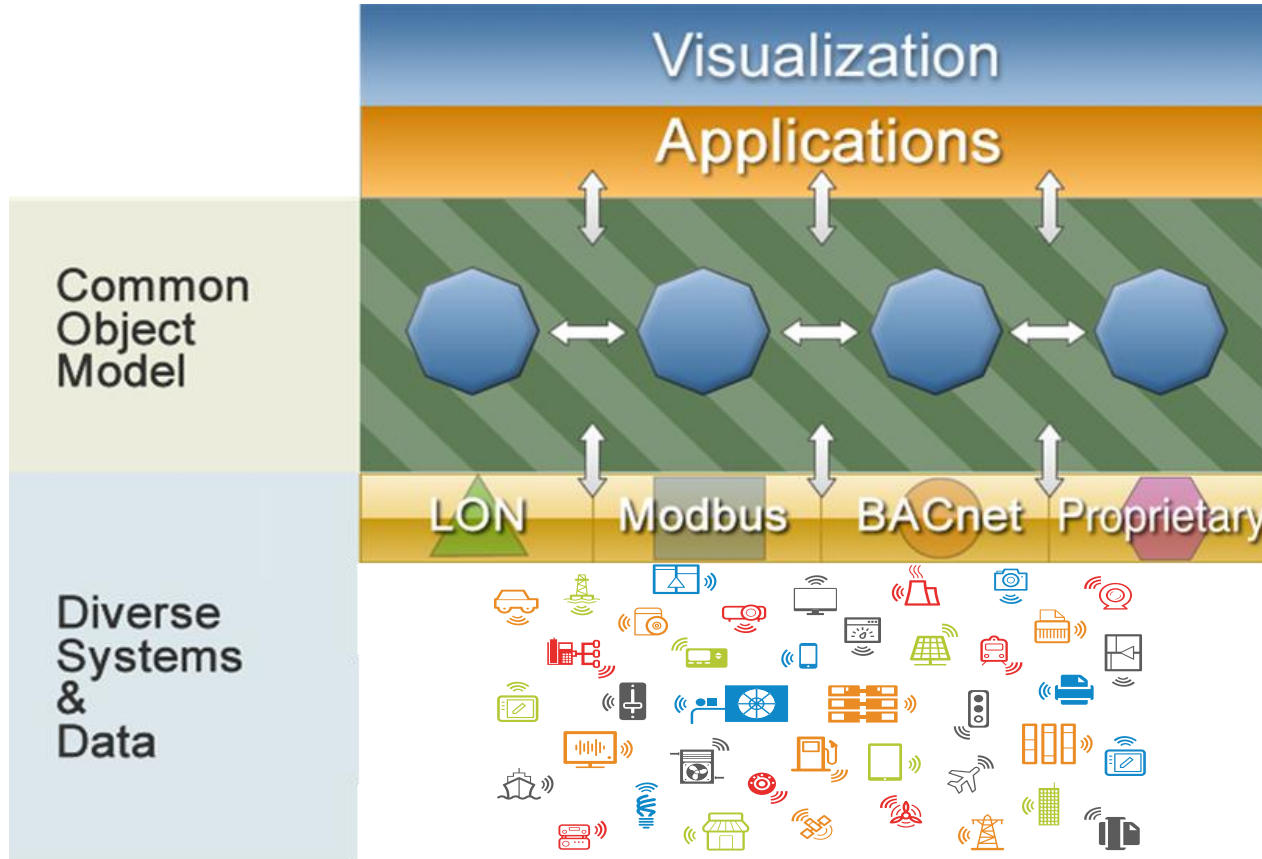 Visualization
Applications
Common
Object
Model
LON
Modbus
BACnet
Proprietary
Diverse
Systems
&
Data